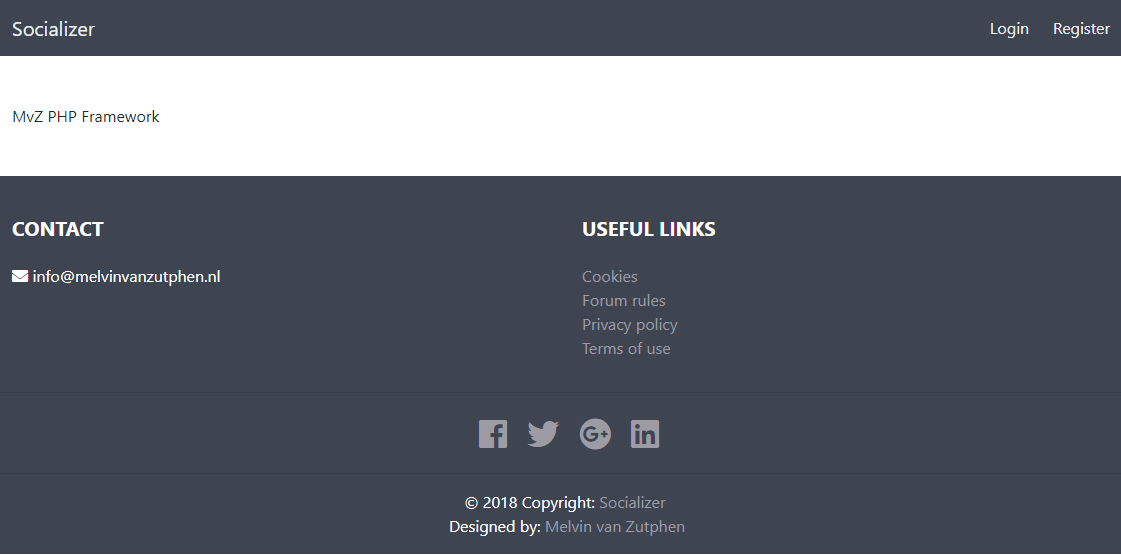 Socializer
Login Register
MvZ PHP Framework
CONTACT
info@melvinvanzutphen.nl
USEFUL LINKS
Cookies
Forum rules
Privacy policy
Terms of use
© 2018 Copyright: Socializer
Designed by: Melvin van Zutphen